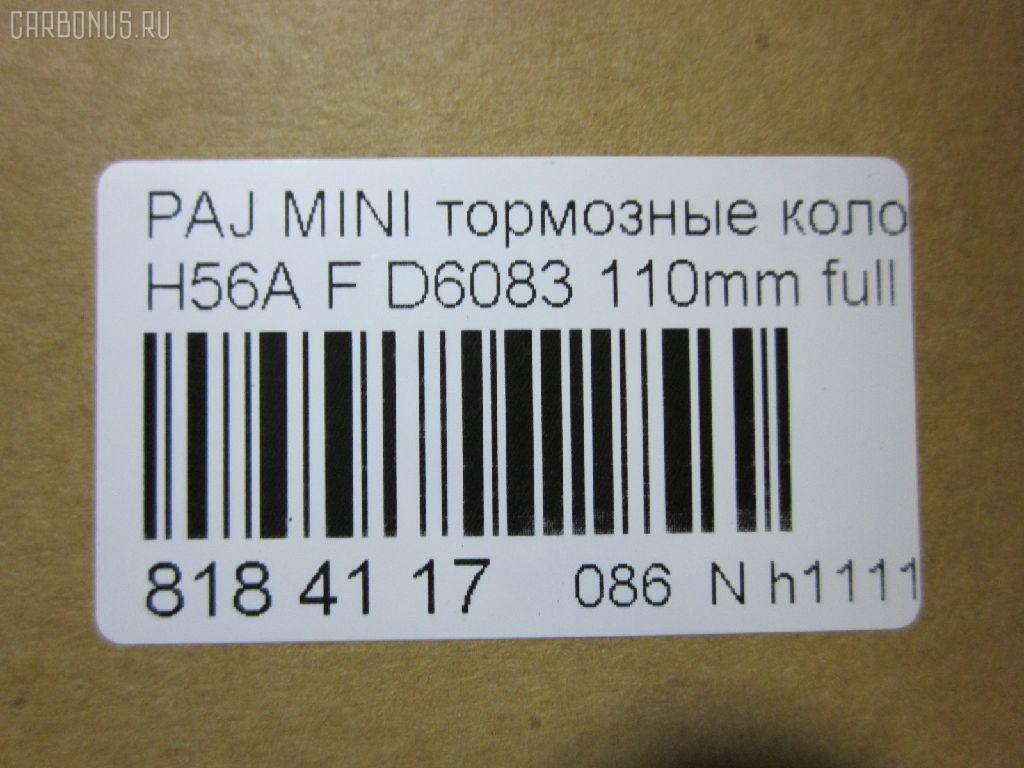 CARBONUS.RU
PAJ MINI тормозные коло
H56A F D6083 110mm full
818 41 17 086 N h1111